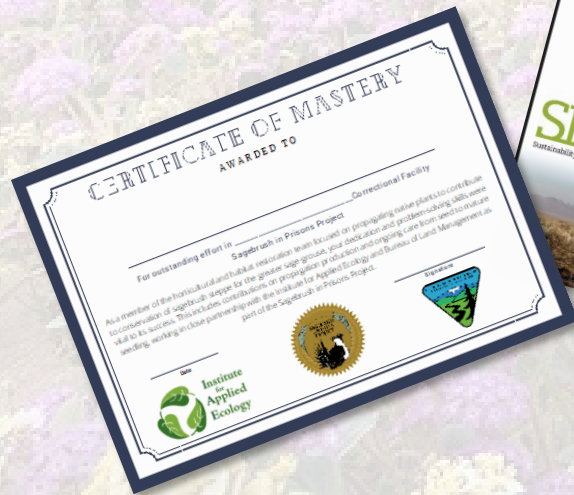 CERTIFICATE OF MASTERY
AWARDED TO
For outstanding effort in ____________________Correctional Facility
Sagebrush in Prisons Project
As a member of the horticultural and habitat restoration team focused on propagating native plants to contribute
to conservation of sagebrush steppe for the greater sage-grouse, your dedication and problem-solving skills were
vital to its success. This includes contributions on propagation production and ongoing care from seed to mature
seedling, working in close partnership with the Institute for Applied Ecology and Bureau of Land Management as
part of the Sagebrush in Prisons Project.
Date
Signature
Institute
for
Applied
Ecology
Sustainability